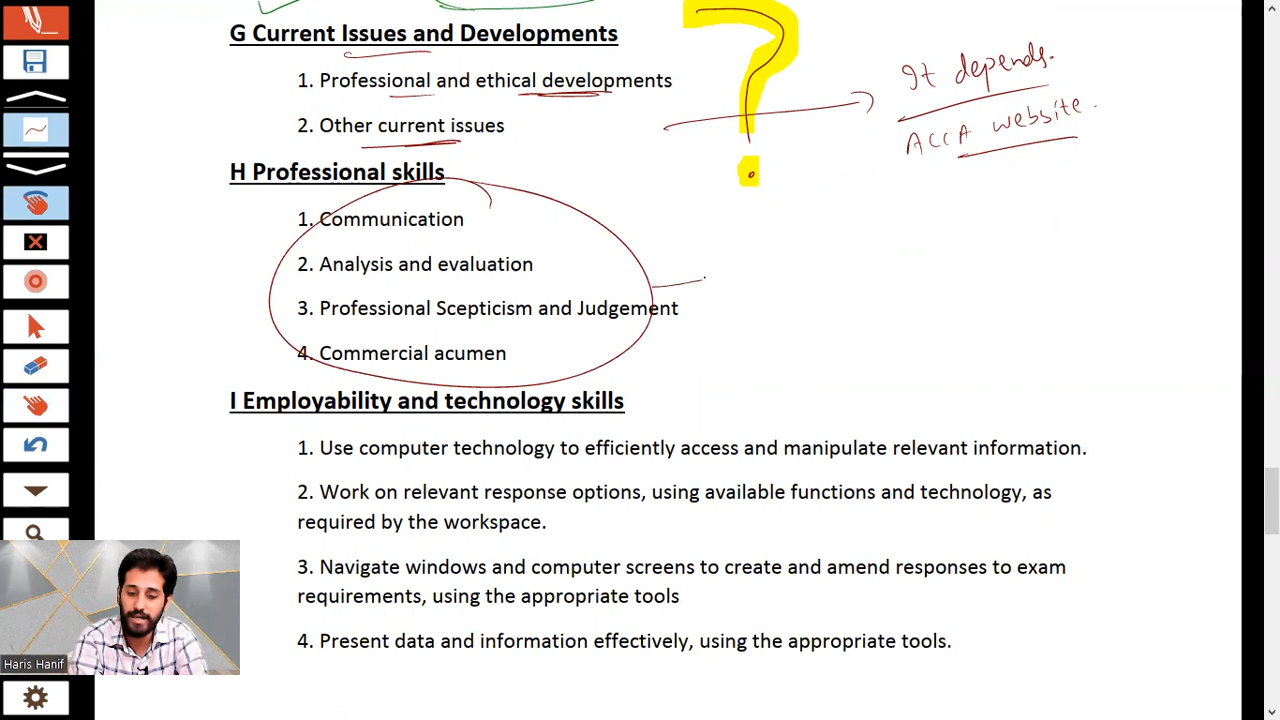 G Current Issues and Developments
1. Professional and ethical developments
2. Other current issues
It depends.
ACCA website.
H Professional skills
1. Communication
2. Analysis and evaluation
3. Professional Scepticism and Judgement
4. Commercial acumen
I Employability and technology skills
1. Use computer technology to efficiently access and manipulate relevant information.
2. Work on relevant response options, using available functions and technology, as
required by the workspace.
3. Navigate windows and computer screens to create and amend responses to exam
requirements, using the appropriate tools
4. Present data and information effectively, using the appropriate tools.
Haris Hanif